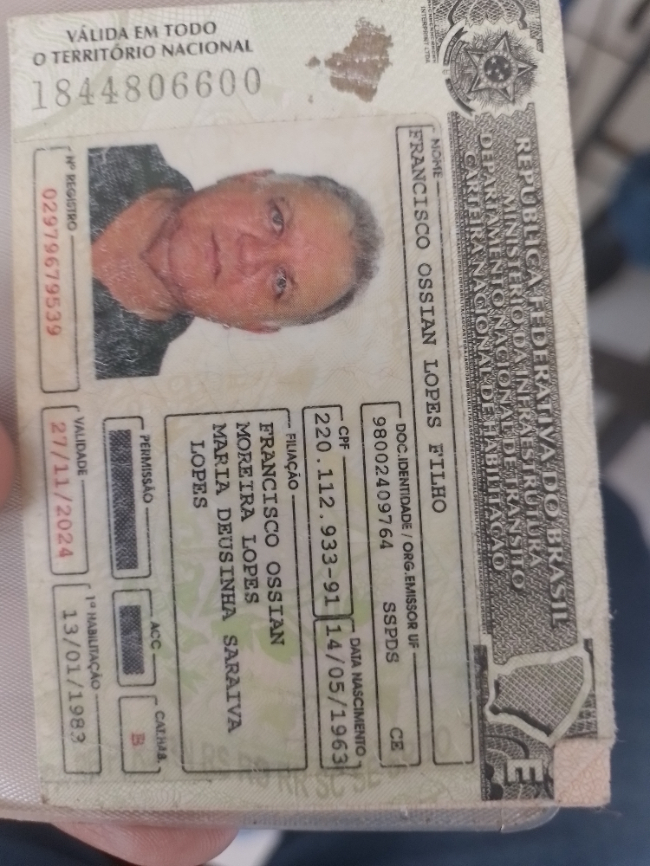 REPÚBLICA FEDERATIVA DO BRASIL
MINISTÉRIO DA INFRAESTRUTURA
DEPARTAMENTO NACIONAL DE TRÂNSITO
CARTEIRA NACIONAL DE HABILITAÇÃO
NOME
FRANCISCO OSSIAN LOPES FILHO
DOC. IDENTIDADE / ORG. EMISSOR UF
98002409764 SSPDS CE
CPF
220.112.933-91
DATA NASCIMENTO
14/05/1963
FILIAÇÃO
FRANCISCO OSSIAN
MOREIRA LOPES
MARIA DEUSINHA SARAIVA
LOPES
PERMISSÃO
ACC
CAT.HAB.
B
Nº REGISTRO
02979679539
VALIDADE
27/11/2024
1ª HABILITAÇÃO
13/01/1983
VÁLIDA EM TODO
O TERRITÓRIO NACIONAL
1844806600